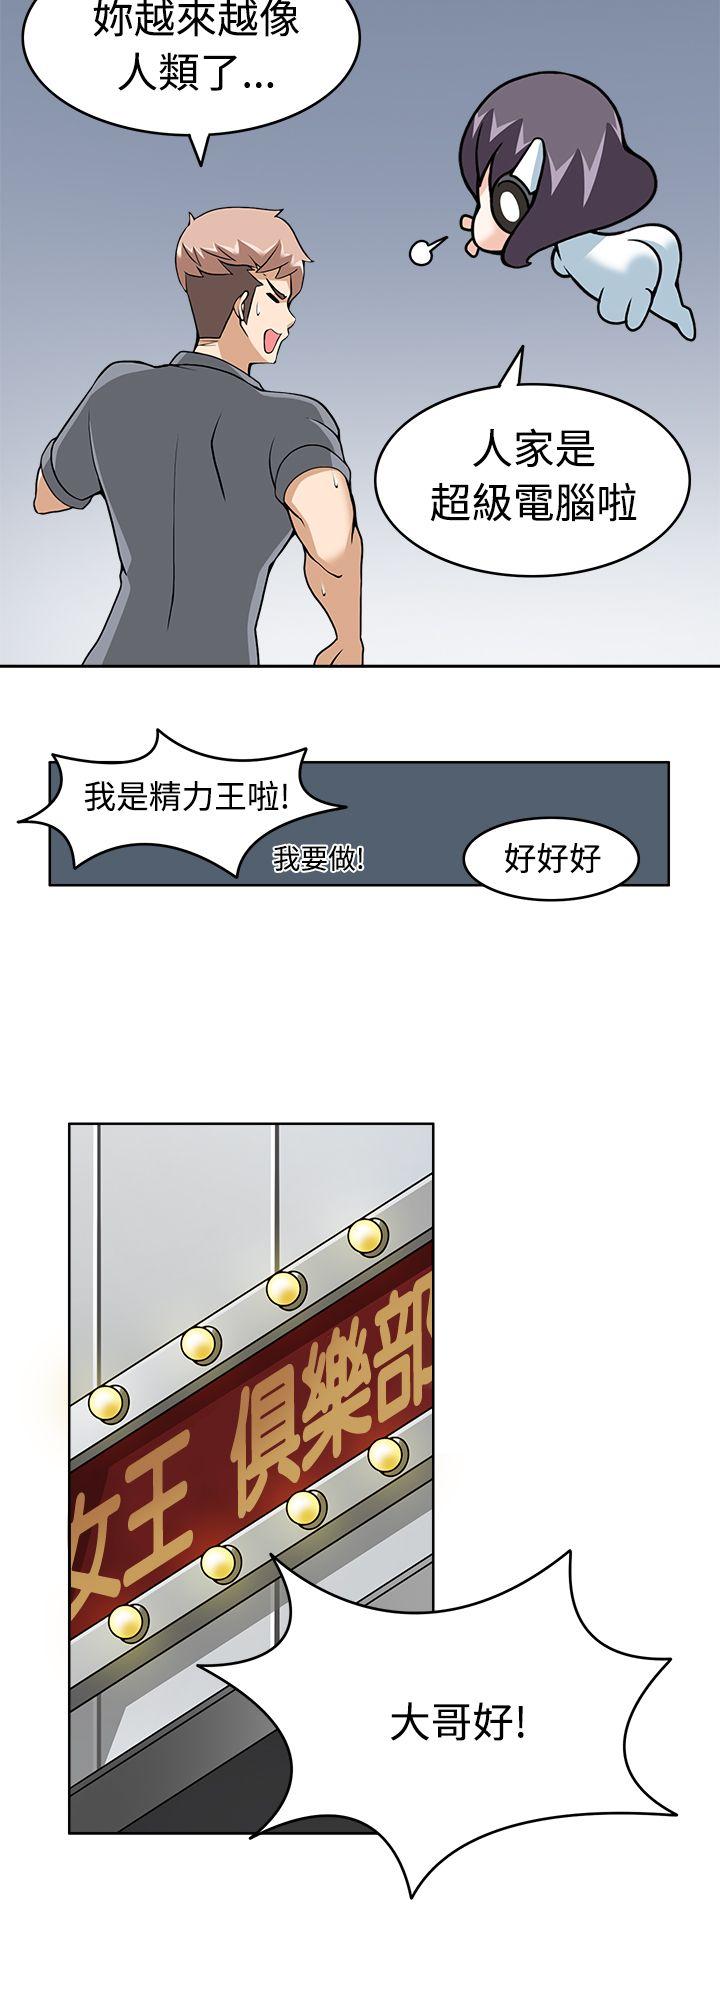 妳越來越像
人類了…
人家是
超級電腦啦
我是精力王啦!
我要做!
好好好
女王 俱樂部
大哥好!